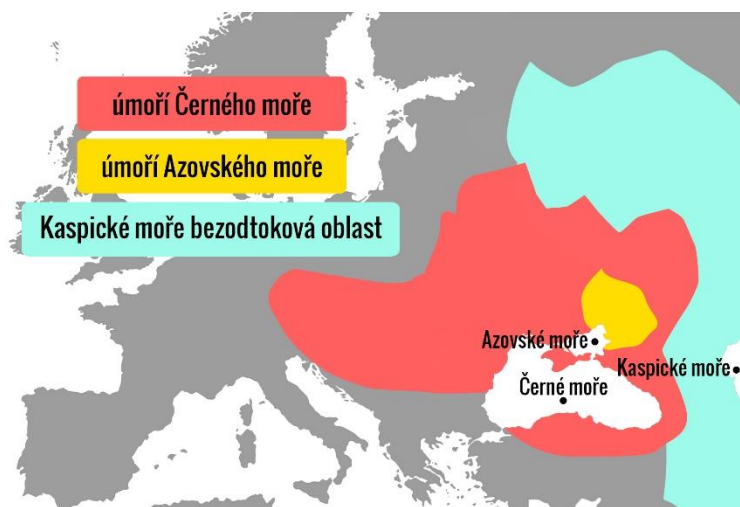 úmoří Černého moře
úmoří Azovského moře
Kaspické moře bezodtoková oblast
Azovské moře
Kaspické moře
Černé moře